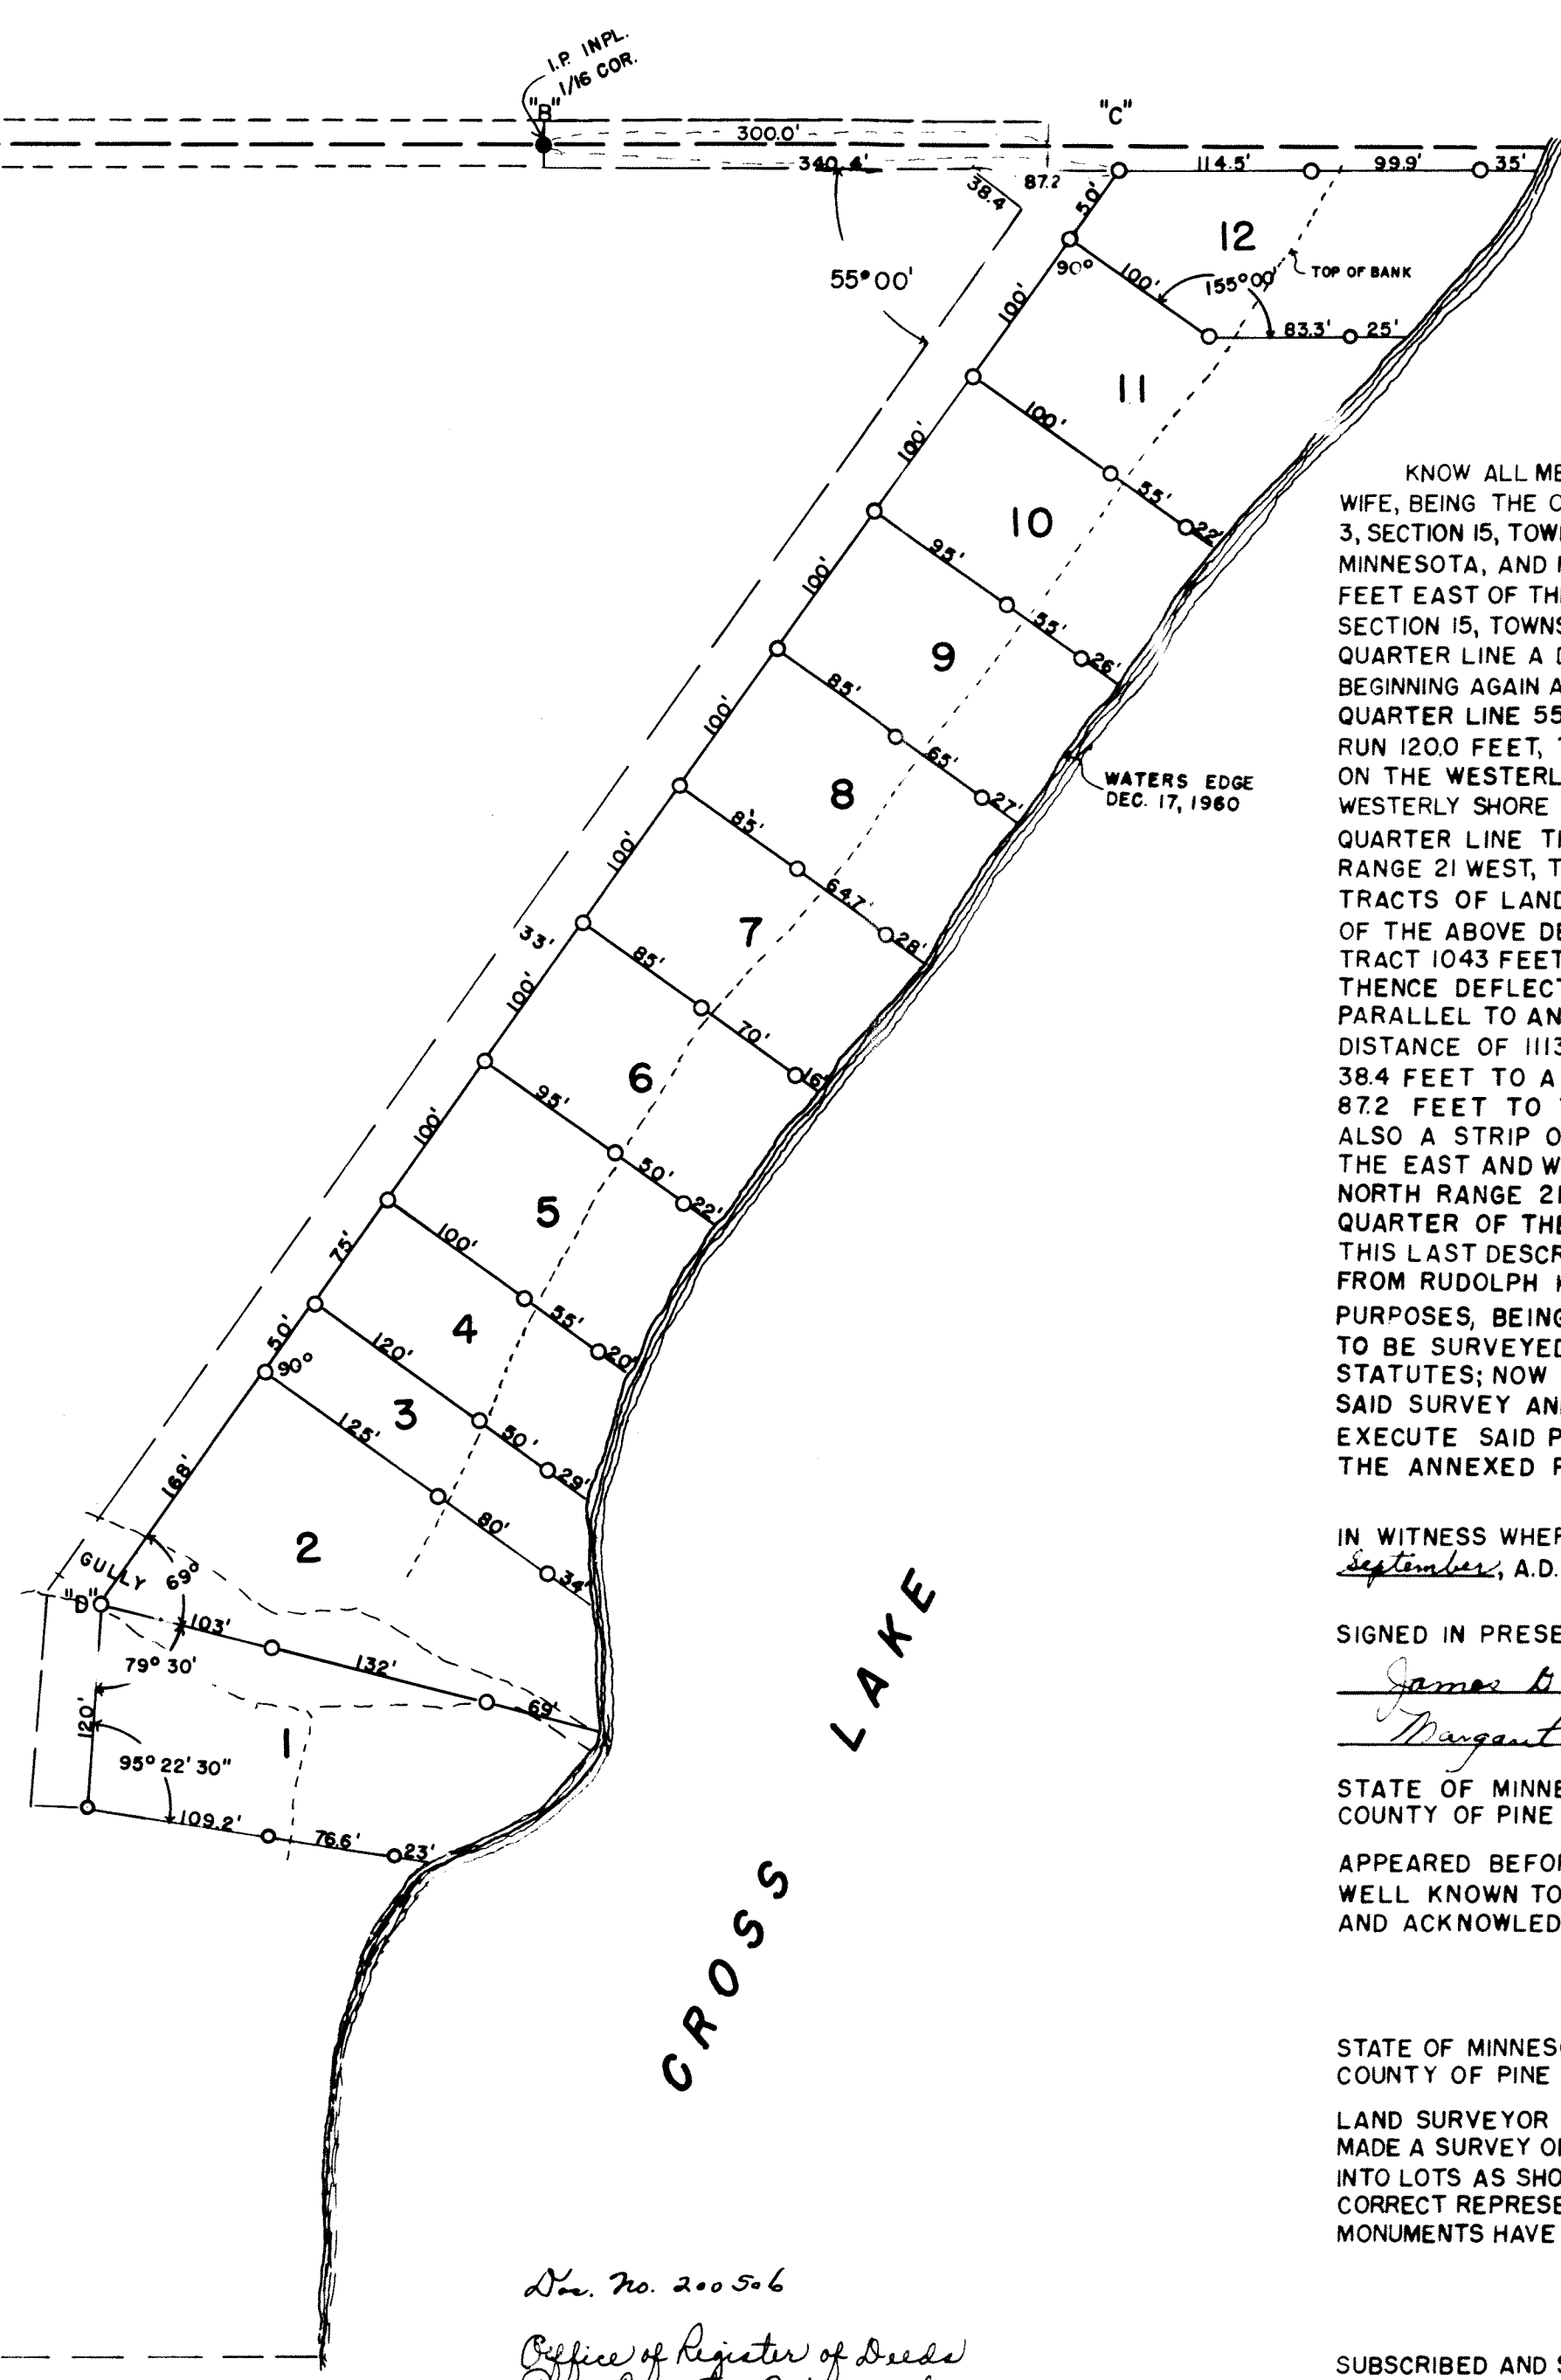 I.P. INPL.
1/16 COR.
"B"
"C"
300.0'
340.4'
114.5'
99.9'
35'
87.2
38.4
50'
12
90°
100'
155°00'
TOP OF BANK
55°00'
83.3'
25'
100'
11
100'
55'
22'
100'
10
95'
55'
26'
100'
9
85'
65'
27'
WATERS EDGE
DEC. 17, 1960
100'
8
85'
64.7'
28'
100'
7
33'
85'
70'
16'
100'
6
95'
50'
22'
100'
5
100'
55'
20'
75'
4
120'
50'
29'
50'
90°
3
125'
80'
34'
168'
2
GULLY
69°
"D"
103'
132'
69'
79° 30'
120'
1
95° 22' 30"
109.2'
76.6'
23'
CROSS LAKE
KNOW ALL ME
WIFE, BEING THE O
3, SECTION 15, TOW
MINNESOTA, AND
FEET EAST OF TH
SECTION 15, TOWNS
QUARTER LINE A D
BEGINNING AGAIN A
QUARTER LINE 55
RUN 120.0 FEET,
ON THE WESTERL
WESTERLY SHORE
QUARTER LINE T
RANGE 21 WEST, T
TRACTS OF LAND
OF THE ABOVE DE
TRACT 1043 FEET
THENCE DEFLECT
PARALLEL TO AN
DISTANCE OF 1113
38.4 FEET TO A
87.2 FEET TO
ALSO A STRIP O
THE EAST AND W
NORTH RANGE 21
QUARTER OF THE
THIS LAST DESCR
FROM RUDOLPH
PURPOSES, BEING
TO BE SURVEYED
STATUTES; NOW
SAID SURVEY AN
EXECUTE SAID P
THE ANNEXED P
IN WITNESS WHER
September, A.D.
SIGNED IN PRESE
James D
Margaret
STATE OF MINNE
COUNTY OF PINE
APPEARED BEFOR
WELL KNOWN TO
AND ACKNOWLED
STATE OF MINNES
COUNTY OF PINE
LAND SURVEYOR
MADE A SURVEY O
INTO LOTS AS SHO
CORRECT REPRESE
MONUMENTS HAVE
Doc. No. 200506
Office of Register of Deeds
SUBSCRIBED AND S